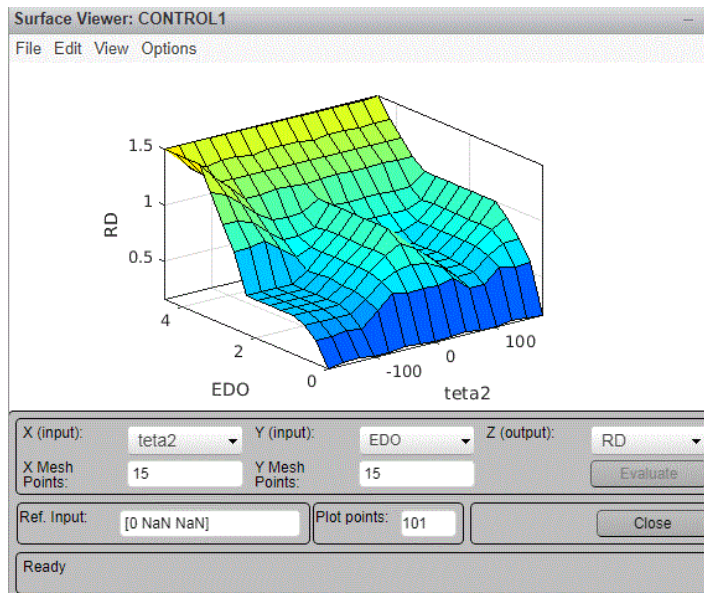 Surface Viewer: CONTROL1
File Edit View Options
1.5
1
0.5
RD
4
2
0
EDO
-100
0
100
teta2
X (input): teta2 Y (input): EDO Z (output): RD
X Mesh Points: 15 Y Mesh Points: 15 Evaluate
Ref. Input: [0 NaN NaN] Plot points: 101 Close
Ready